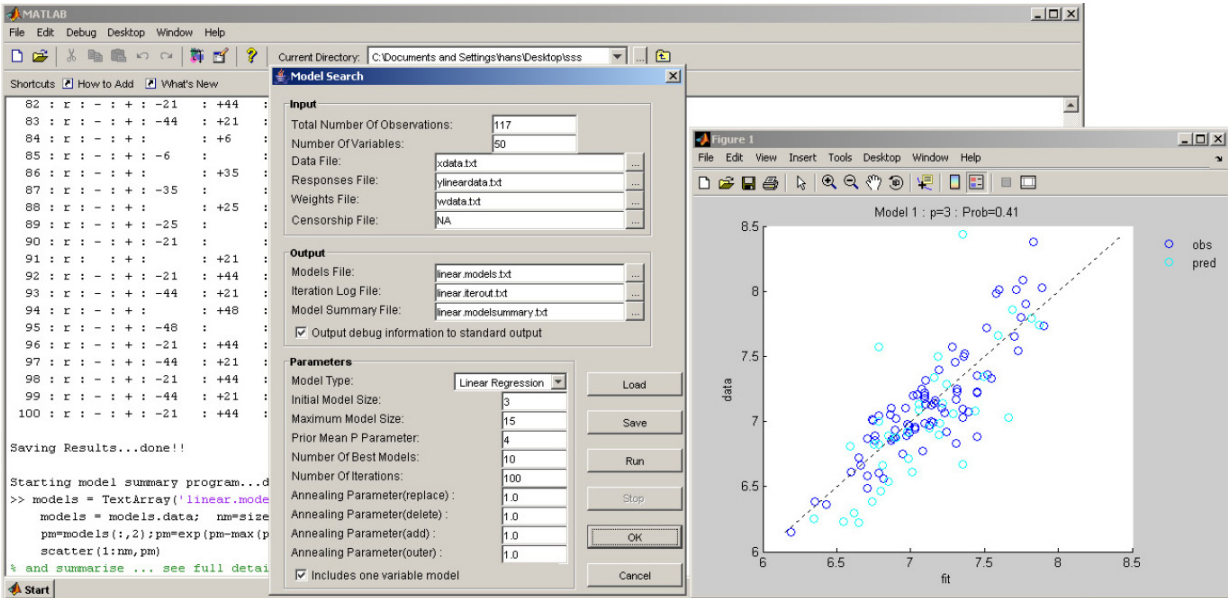 MATLAB
File Edit Debug Desktop Window Help
Current Directory: C:\Documents and Settings\hans\Desktop\sss
Shortcuts How to Add What's New
82 : r : - : + : -21 : +44 :
83 : r : - : + : -44 : +21 :
84 : r : - : + : : +6 :
85 : r : - : + : -6 : :
86 : r : - : + : : +35 :
87 : r : - : + : -35 : :
88 : r : - : + : : +25 :
89 : r : - : + : -25 : :
90 : r : - : + : -21 : :
91 : r : : + : : +21 :
92 : r : - : + : -21 : +44 :
93 : r : - : + : -44 : +21 :
94 : r : - : + : : +48 :
95 : r : - : + : -48 : :
96 : r : - : + : -21 : +44 :
97 : r : - : + : -44 : +21 :
98 : r : - : + : -21 : +44 :
99 : r : - : + : -44 : +21 :
100 : r : - : + : -21 : +44 :
Saving Results...done!!
Starting model summary program...d
>> models = TextArray('linear.mode
models = models.data; nm=size
pm=models(:,2);pm=exp(pm-max(p
scatter(1:nm,pm)
% and summarise ... see full detai
Start
Model Search
Input
Total Number Of Observations: 117
Number Of Variables: 50
Data File: xdata.txt ...
Responses File: ylineardata.txt ...
Weights File: wdata.txt ...
Censorship File: NA ...
Output
Models File: linear.models.txt ...
Iteration Log File: linear.iterout.txt ...
Model Summary File: linear.modelsummary.txt ...
Output debug information to standard output
Parameters
Model Type: Linear Regression
Initial Model Size: 3
Maximum Model Size: 15
Prior Mean P Parameter: 4
Number Of Best Models: 10
Number Of Iterations: 100
Annealing Parameter(replace) : 1.0
Annealing Parameter(delete) : 1.0
Annealing Parameter(add) : 1.0
Annealing Parameter(outer) : 1.0
Includes one variable model
Load
Save
Run
Stop
OK
Cancel
Figure 1
File Edit View Insert Tools Desktop Window Help
Model 1 : p=3 : Prob=0.41
8.5
8
7.5
7
6.5
6
data
6 6.5 7 7.5 8 8.5
fit
obs
pred